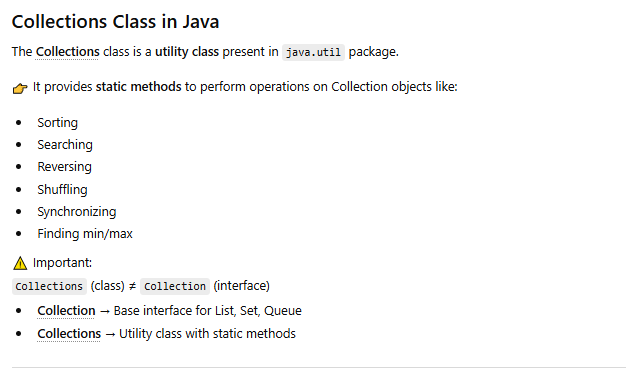 Collections Class in Java
The Collections class is a utility class present in java.util package.
👉 It provides static methods to perform operations on Collection objects like:
• Sorting
• Searching
• Reversing
• Shuffling
• Synchronizing
• Finding min/max
⚠️ Important:
Collections (class) ≠ Collection (interface)
• Collection → Base interface for List, Set, Queue
• Collections → Utility class with static methods